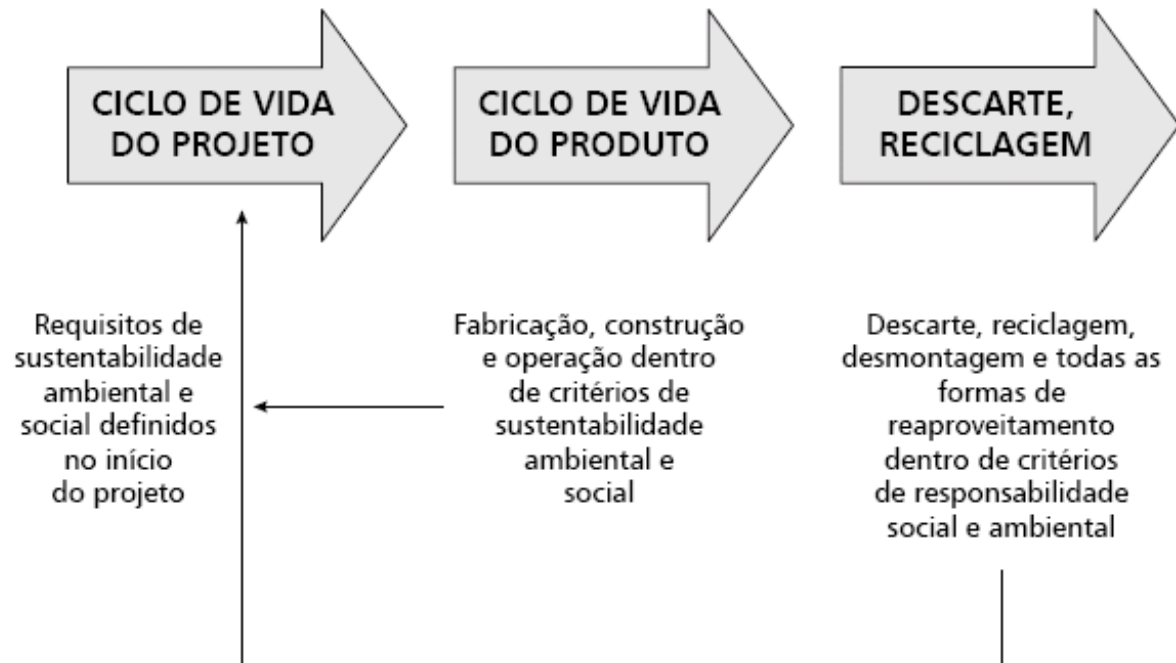 CICLO DE VIDA
DO PROJETO
CICLO DE VIDA
DO PRODUTO
DESCARTE,
RECICLAGEM
Requisitos de
sustentabilidade
ambiental e
social definidos
no início
do projeto
Fabricação, construção
e operação dentro
de critérios de
sustentabilidade
ambiental e
social
Descarte, reciclagem,
desmontagem e todas as
formas de
reaproveitamento
dentro de critérios
de responsabilidade
social e ambiental